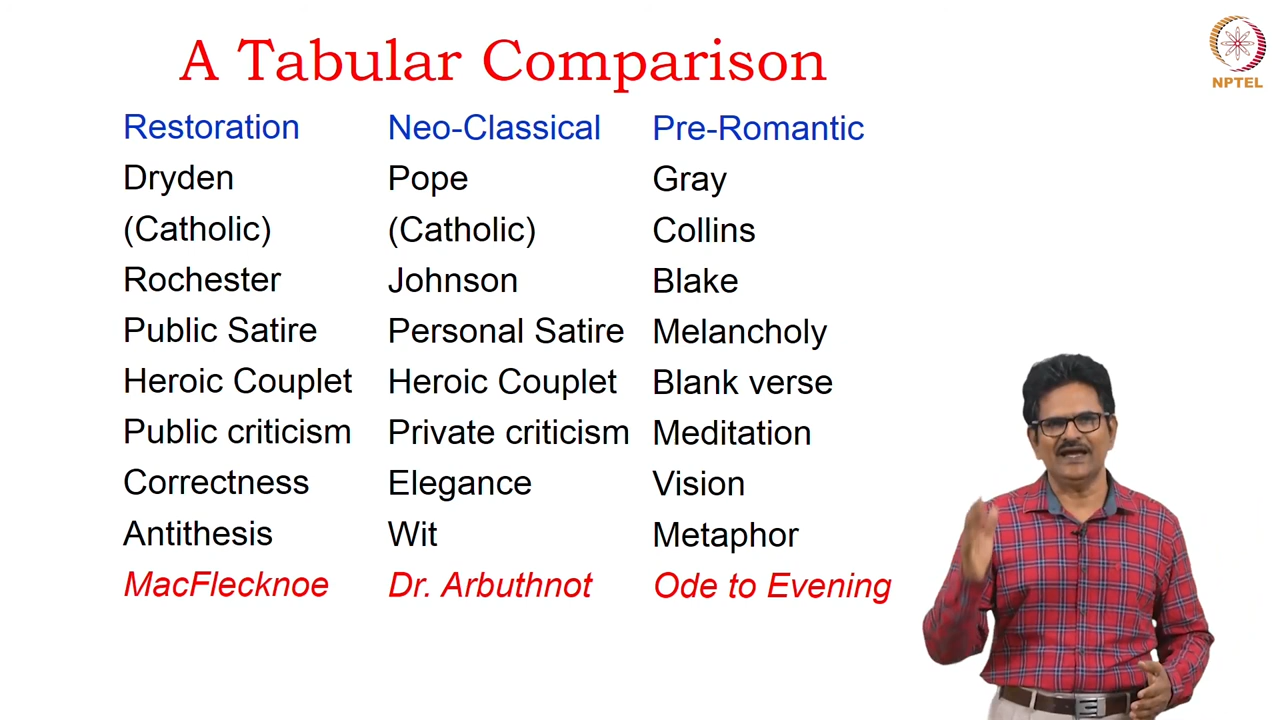 A Tabular Comparison
NPTEL
Restoration Neo-Classical Pre-Romantic
Dryden Pope Gray
(Catholic) (Catholic) Collins
Rochester Johnson Blake
Public Satire Personal Satire Melancholy
Heroic Couplet Heroic Couplet Blank verse
Public criticism Private criticism Meditation
Correctness Elegance Vision
Antithesis Wit Metaphor
MacFlecknoe Dr. Arbuthnot Ode to Evening